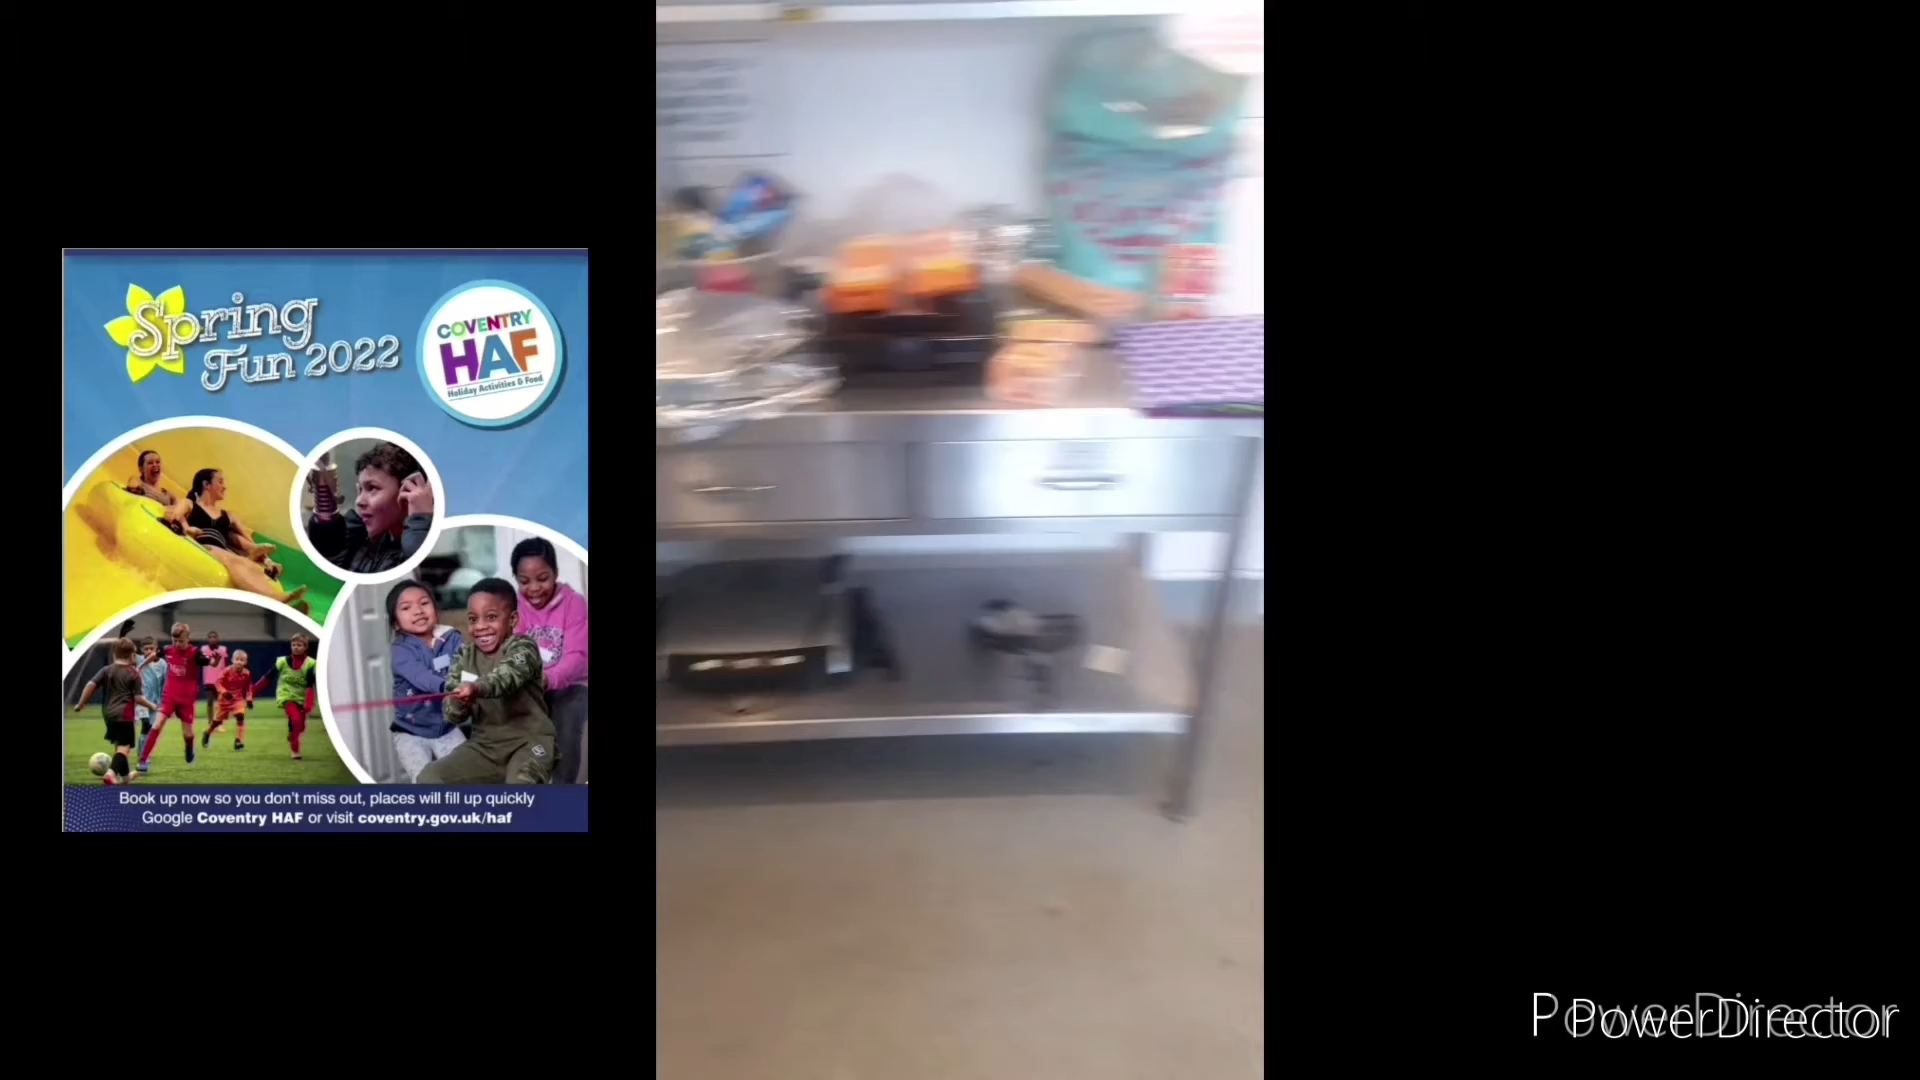 Spring
Fun 2022
COVENTRY
HAF
Holiday Activities & Food
Book up now so you don't miss out, places will fill up quickly
Google Coventry HAF or visit coventry.gov.uk/haf
PowerDirector
PowerDirector